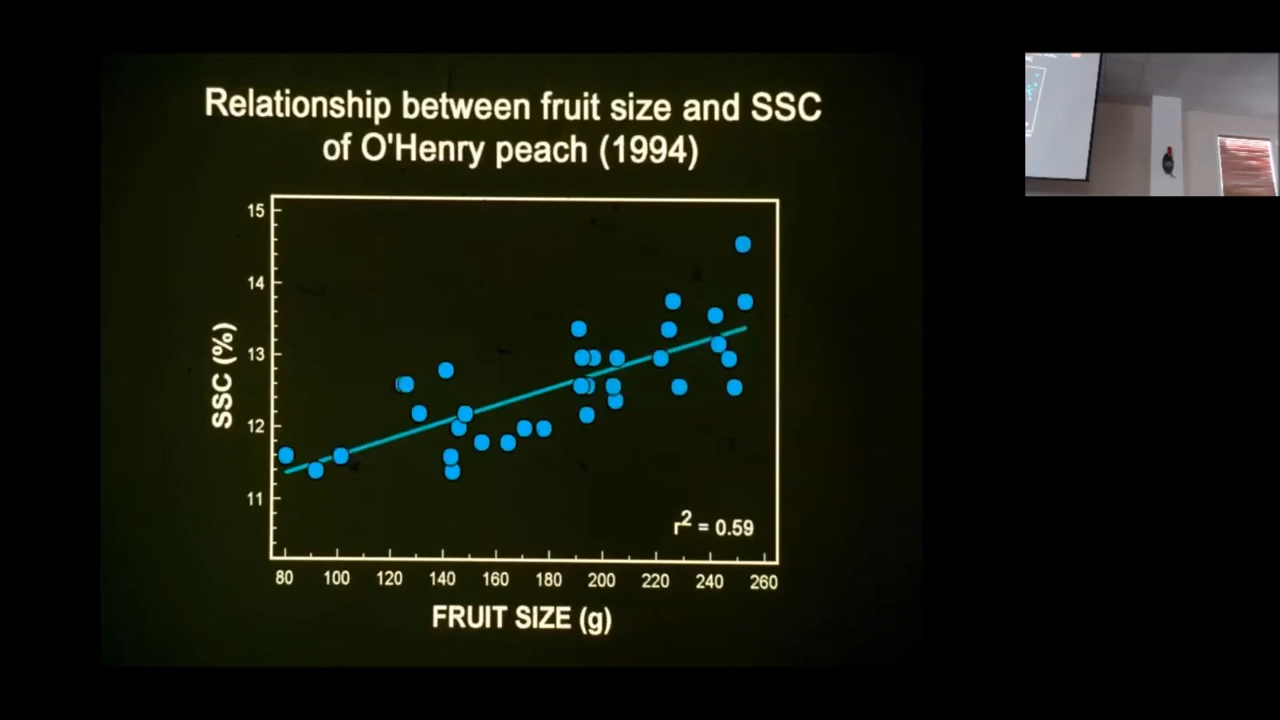 Relationship between fruit size and SSC
of O'Henry peach (1994)
15
14
13
12
11
SSC (%)
r2 = 0.59
80 100 120 140 160 180 200 220 240 260
FRUIT SIZE (g)